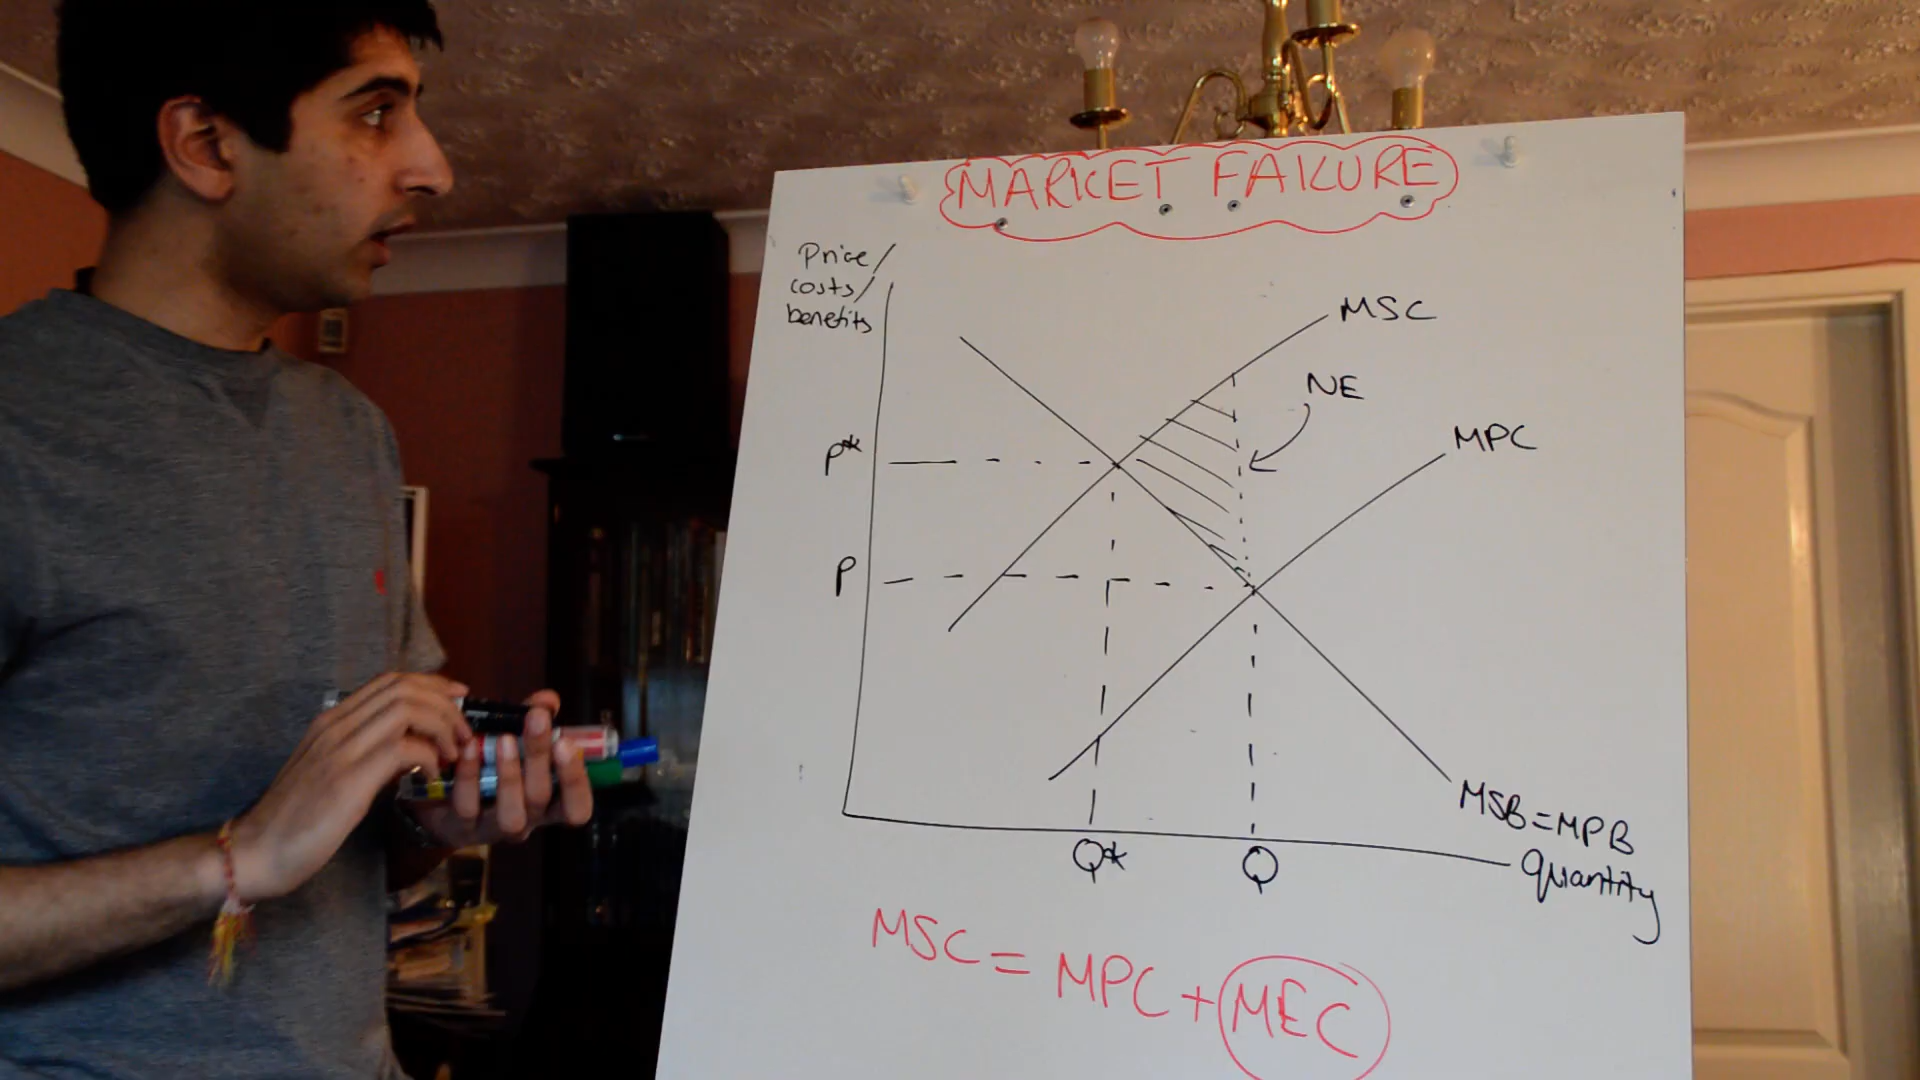 MARKET FAILURE
Price/
costs/
benefits
MSC
NE
MPC
P*
P
MSB=MPB
Q*
Q
quantity
MSC = MPC + MEC